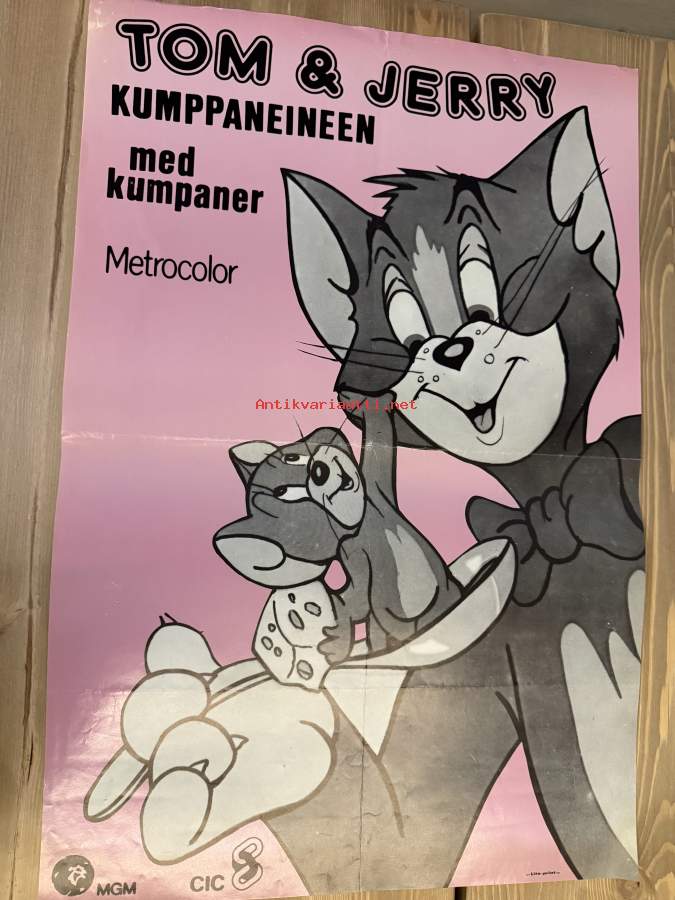 TOM & JERRY
KUMPPANEINEEN
med
kumpaner
Metrocolor
Antikvariaatti.net
MGM
CIC